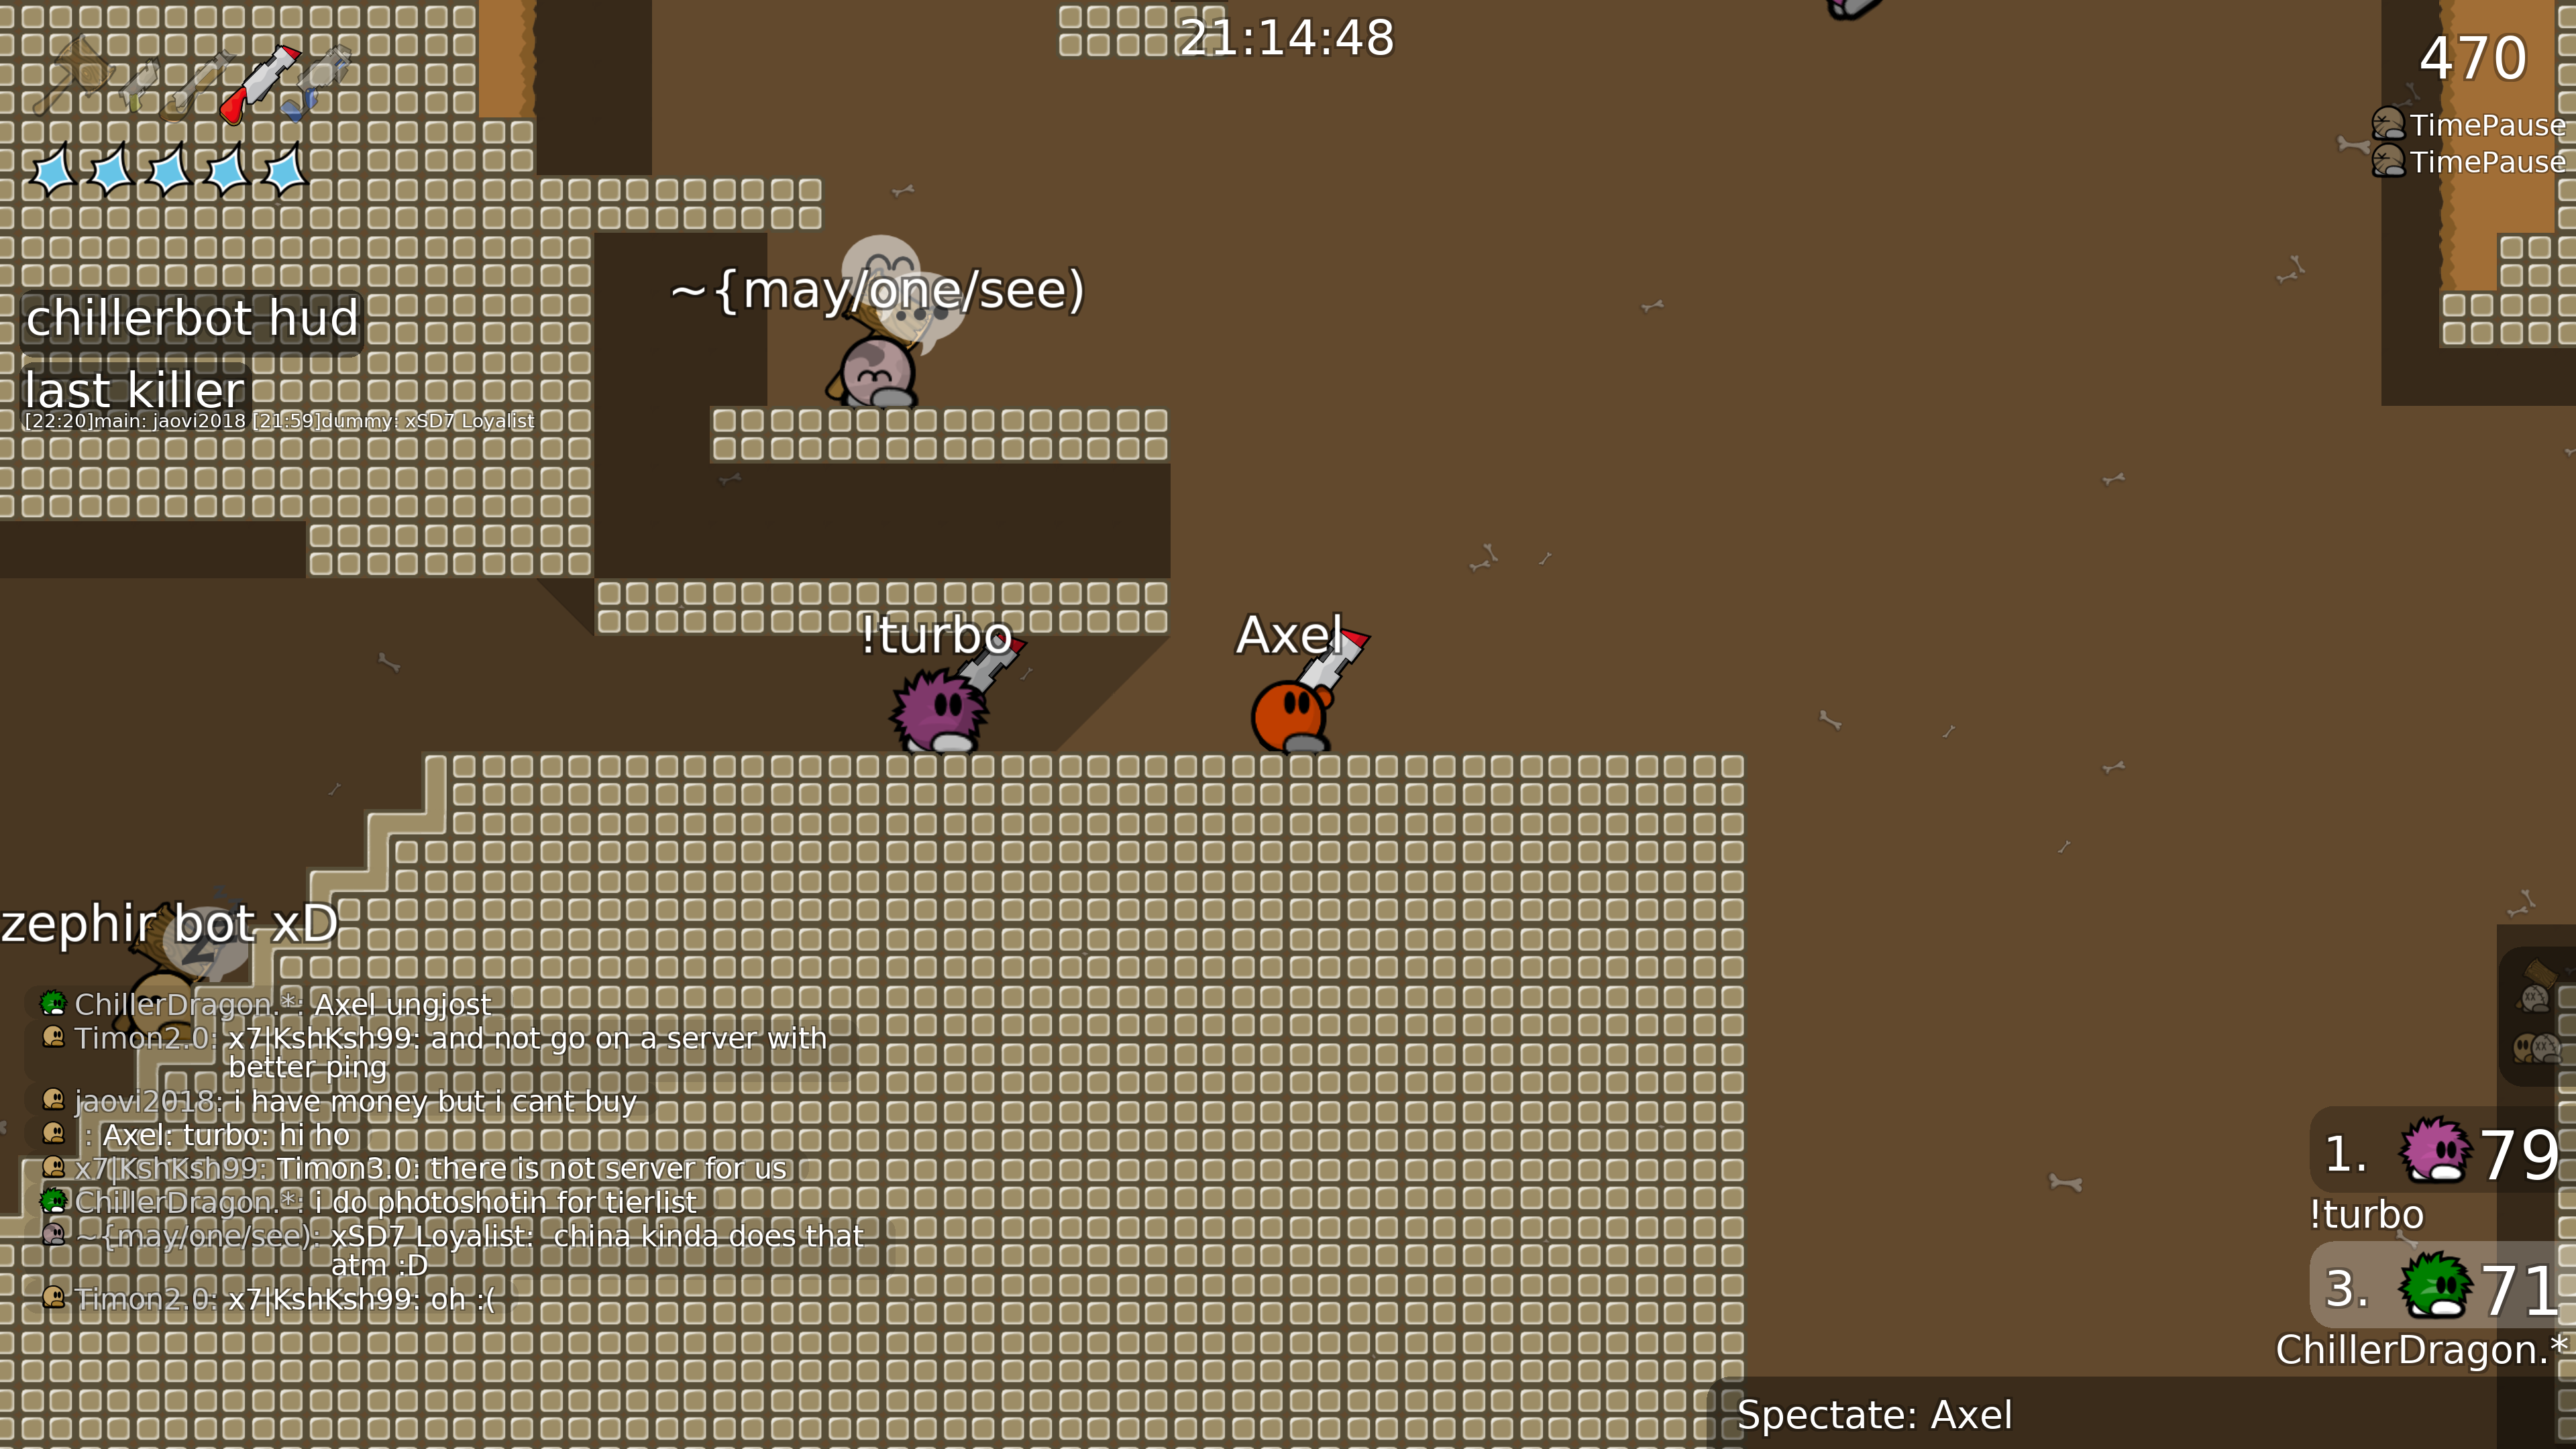 21:14:48
470
TimePause
TimePause
~{may/one/see)
chillerbot hud
last killer
[22:20]main: jaovi2018 [21:59]dummy: xSD7 Loyalist
!turbo
Axel
zephir bot xD
ChillerDragon.*: Axel ungjost
Timon2.0: x7|KshKsh99: and not go on a server with
better ping
jaovi2018: i have money but i cant buy
: Axel: turbo: hi ho
x7|KshKsh99: Timon3.0: there is not server for us
ChillerDragon.*: i do photoshotin for tierlist
~{may/one/see): xSD7 Loyalist:  china kinda does that
atm :D
Timon2.0: x7|KshKsh99: oh :(
1. 79
!turbo
3. 71
ChillerDragon.*
Spectate: Axel